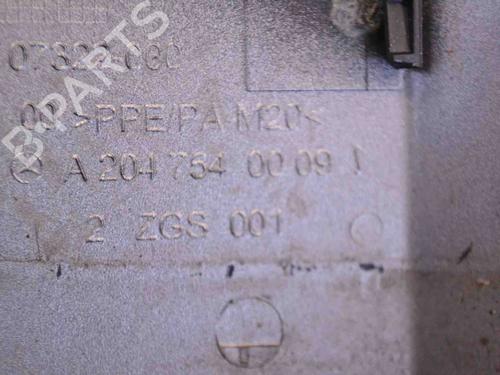 B-PARTS
>PPE/PA-M20<
A 204 754 00 09
2 ZGS 001